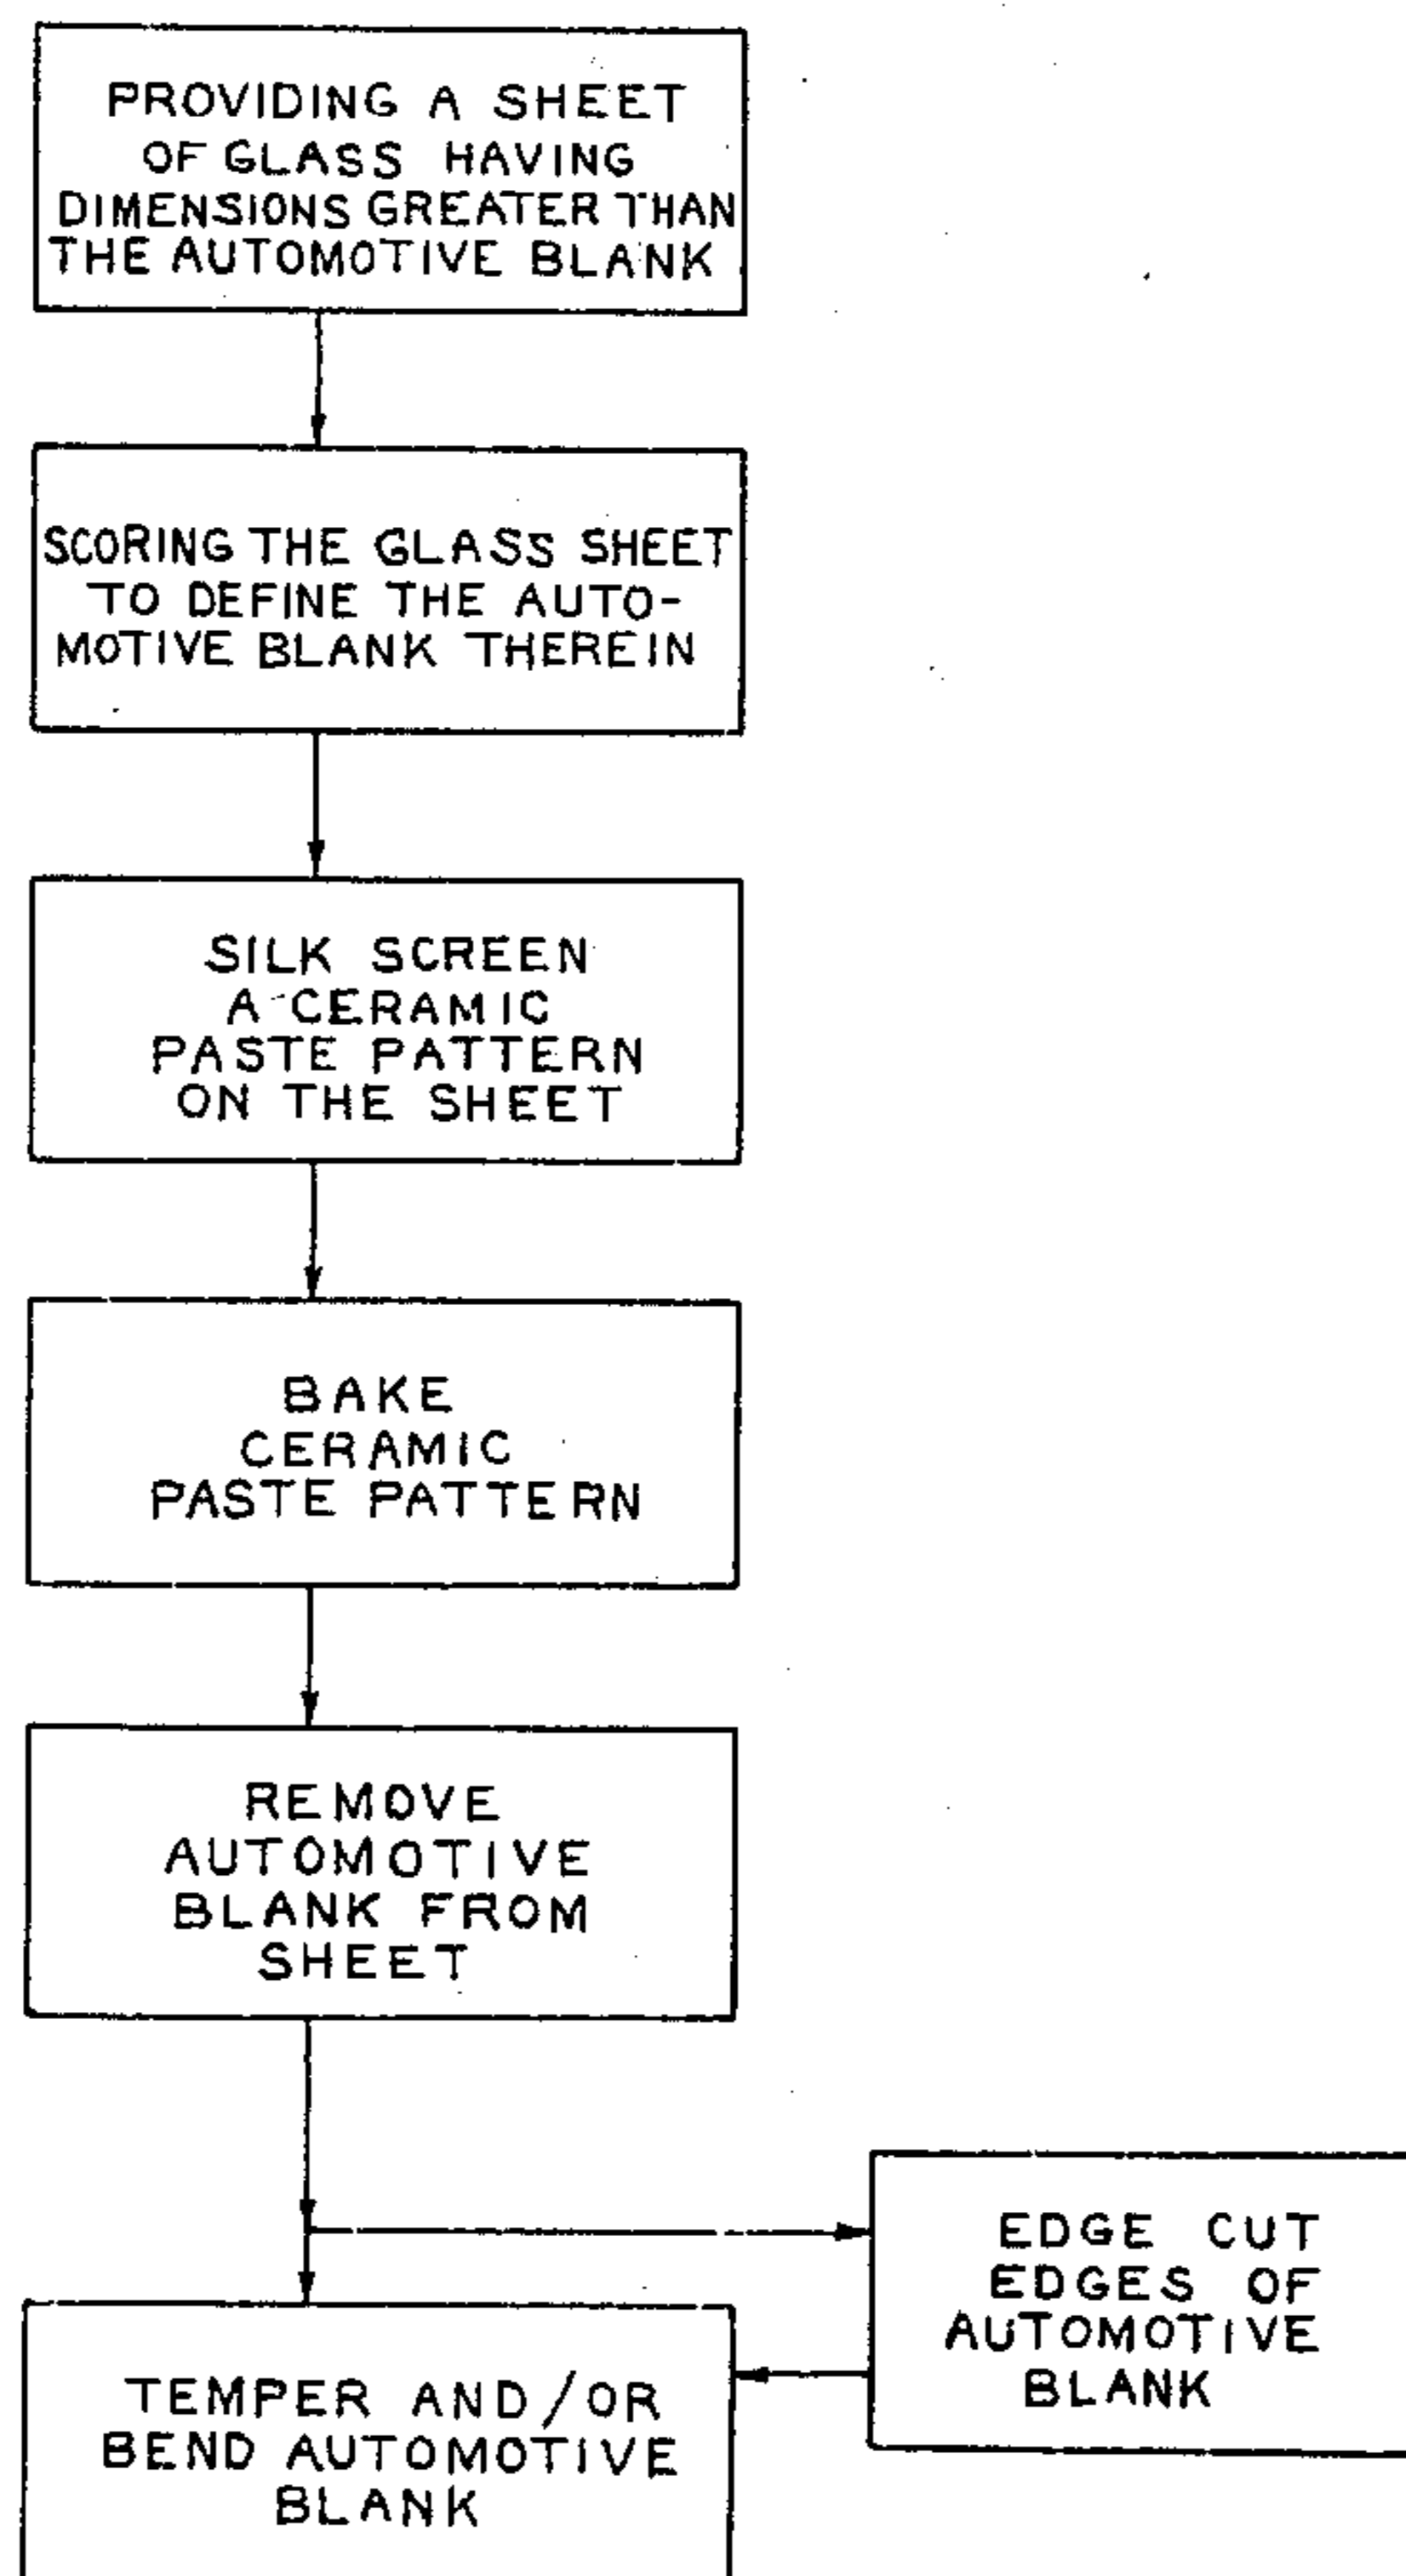 PROVIDING A SHEET
OF GLASS HAVING
DIMENSIONS GREATER THAN
THE AUTOMOTIVE BLANK
SCORING THE GLASS SHEET
TO DEFINE THE AUTO-
MOTIVE BLANK THEREIN
SILK SCREEN
A CERAMIC
PASTE PATTERN
ON THE SHEET
BAKE
CERAMIC
PASTE PATTERN
REMOVE
AUTOMOTIVE
BLANK FROM
SHEET
EDGE CUT
EDGES OF
AUTOMOTIVE
BLANK
TEMPER AND/OR
BEND AUTOMOTIVE
BLANK